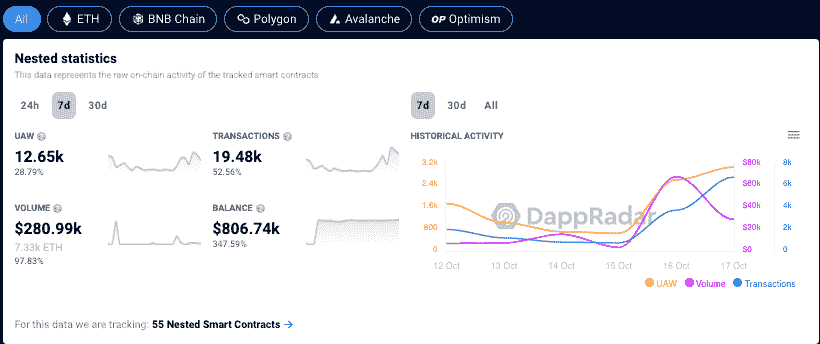 All ETH BNB Chain Polygon Avalanche OP Optimism
Nested statistics
This data represents the raw on-chain activity of the tracked smart contracts
24h 7d 30d
7d 30d All
UAW
12.65k
28.79%
TRANSACTIONS
19.48k
52.56%
VOLUME
$280.99k
7.33k ETH
97.83%
BALANCE
$806.74k
347.59%
HISTORICAL ACTIVITY
3.2k $80k 8k
2.4k $60k 6k
1.6k $40k 4k
800 $20k 2k
0 $0 0
DappRadar
12 Oct 13 Oct 14 Oct 15 Oct 16 Oct 17 Oct
UAW Volume Transactions
For this data we are tracking: 55 Nested Smart Contracts →